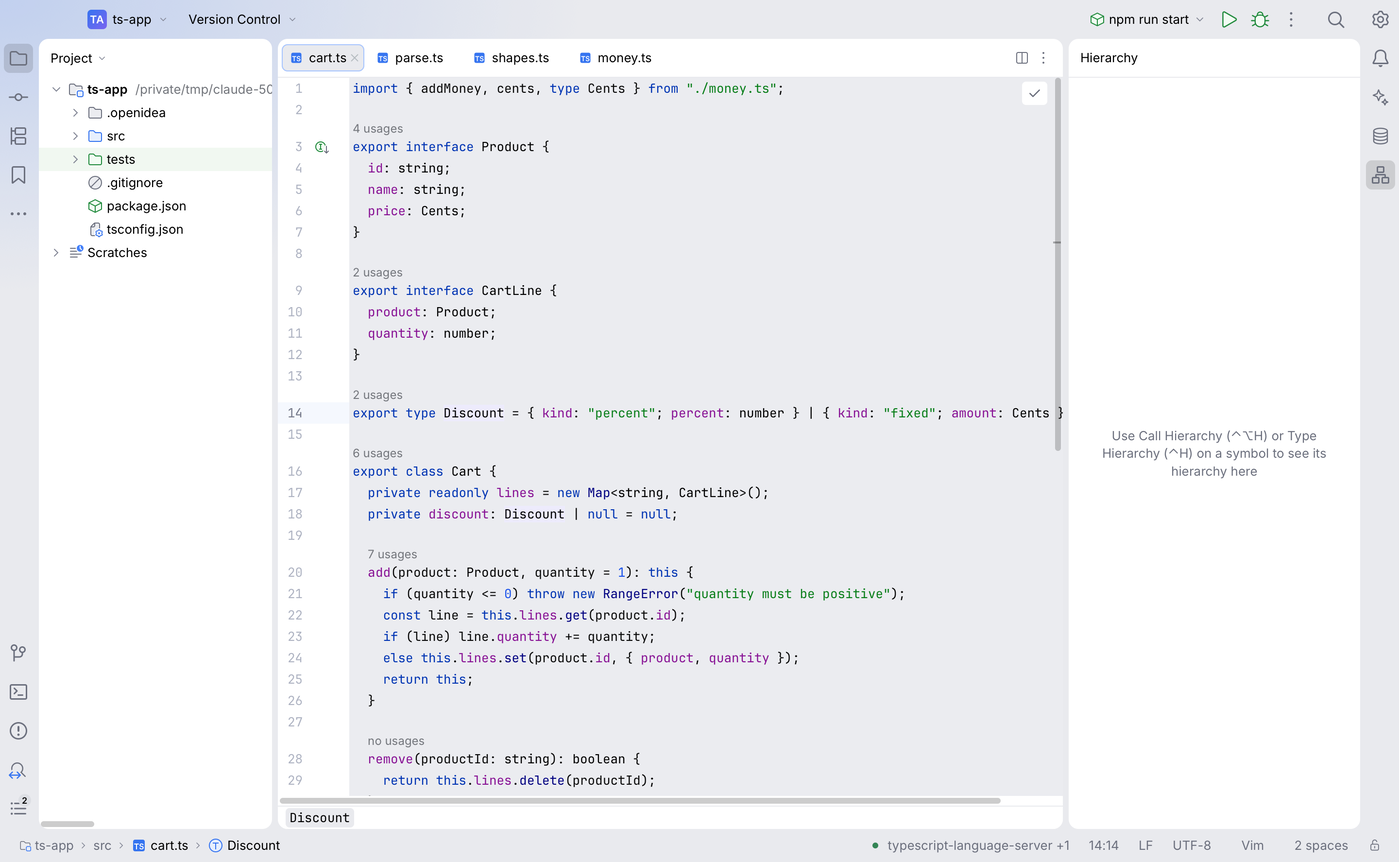 TA ts-app Version Control npm run start
Project
ts-app /private/tmp/claude-50
.openidea
src
tests
.gitignore
package.json
tsconfig.json
Scratches
cart.ts parse.ts shapes.ts money.ts
1 import { addMoney, cents, type Cents } from "./money.ts";
2
4 usages
3 export interface Product {
4 id: string;
5 name: string;
6 price: Cents;
7 }
8
2 usages
9 export interface CartLine {
10 product: Product;
11 quantity: number;
12 }
13
2 usages
14 export type Discount = { kind: "percent"; percent: number } | { kind: "fixed"; amount: Cents }
15
6 usages
16 export class Cart {
17 private readonly lines = new Map<string, CartLine>();
18 private discount: Discount | null = null;
19
7 usages
20 add(product: Product, quantity = 1): this {
21 if (quantity <= 0) throw new RangeError("quantity must be positive");
22 const line = this.lines.get(product.id);
23 if (line) line.quantity += quantity;
24 else this.lines.set(product.id, { product, quantity });
25 return this;
26 }
27
no usages
28 remove(productId: string): boolean {
29 return this.lines.delete(productId);
Discount
Hierarchy
Use Call Hierarchy (^⌥H) or Type
Hierarchy (^H) on a symbol to see its
hierarchy here
2
ts-app › src › TS cart.ts › T Discount typescript-language-server +1 14:14 LF UTF-8 Vim 2 spaces